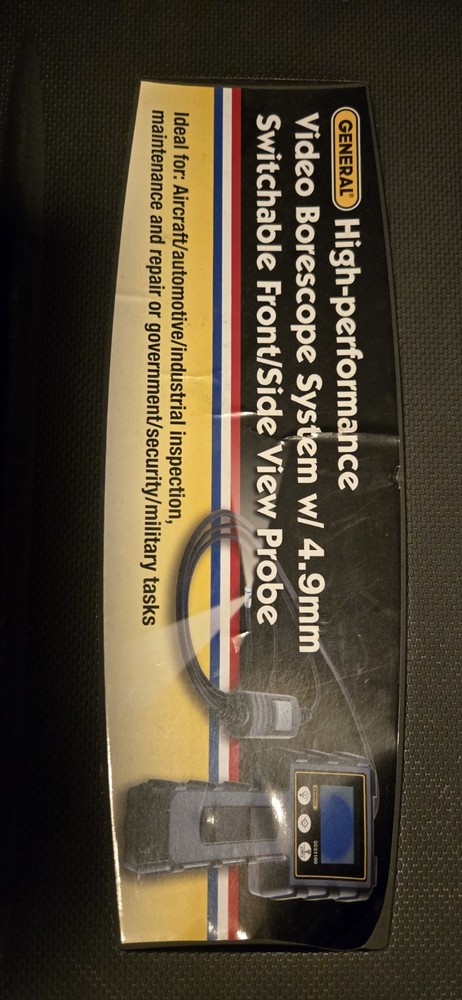 GENERAL® High-performance
Video Borescope System w/ 4.9mm
Switchable Front/Side View Probe
Ideal for: Aircraft/automotive/industrial inspection,
maintenance and repair or government/security/military tasks